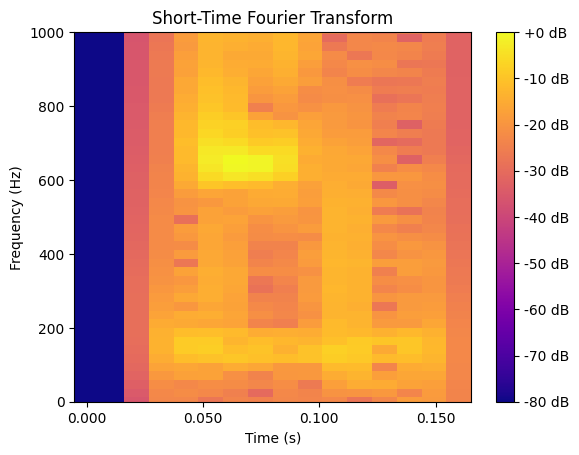 Short-Time Fourier Transform
1000
800
600
400
200
0
Frequency (Hz)
0.000
0.050
0.100
0.150
Time (s)
+0 dB
-10 dB
-20 dB
-30 dB
-40 dB
-50 dB
-60 dB
-70 dB
-80 dB